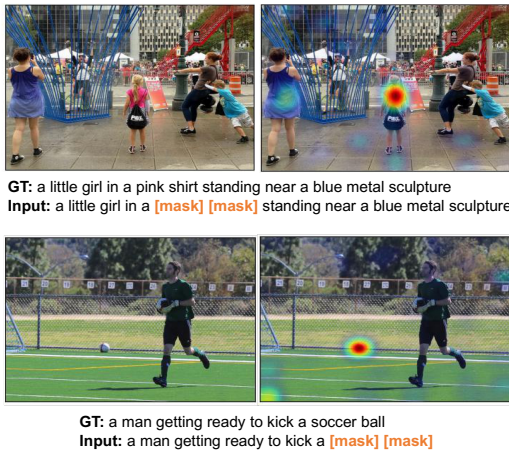 GT: a little girl in a pink shirt standing near a blue metal sculpture
Input: a little girl in a [mask] [mask] standing near a blue metal sculpture
GT: a man getting ready to kick a soccer ball
Input: a man getting ready to kick a [mask] [mask]